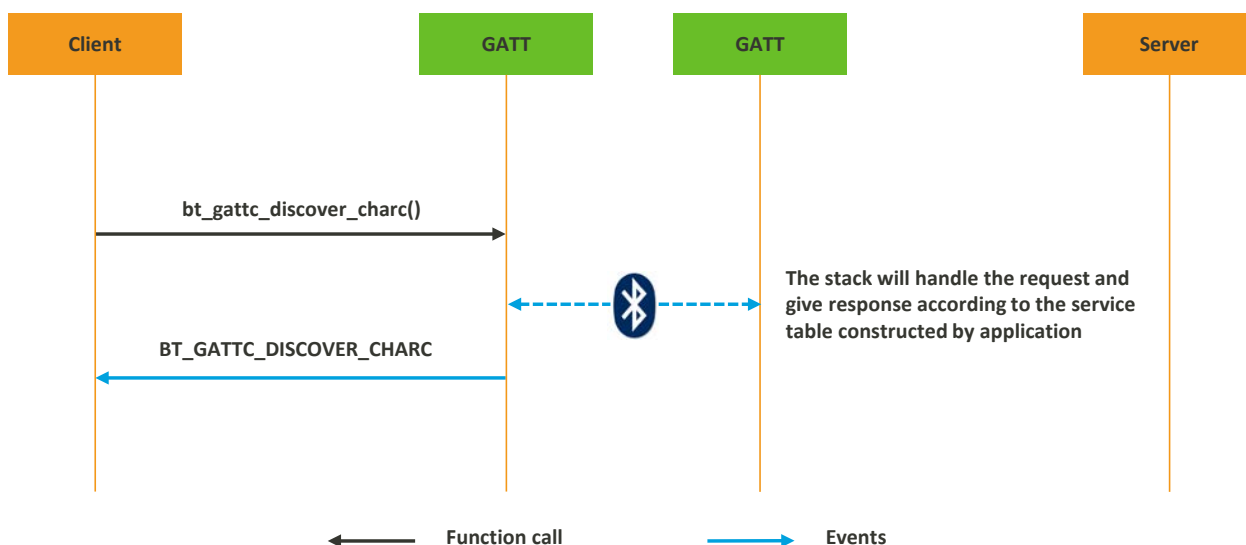 Client
GATT
GATT
Server
bt_gattc_discover_charc()
The stack will handle the request and
give response according to the service
table constructed by application
BT_GATTC_DISCOVER_CHARC
Function call
Events